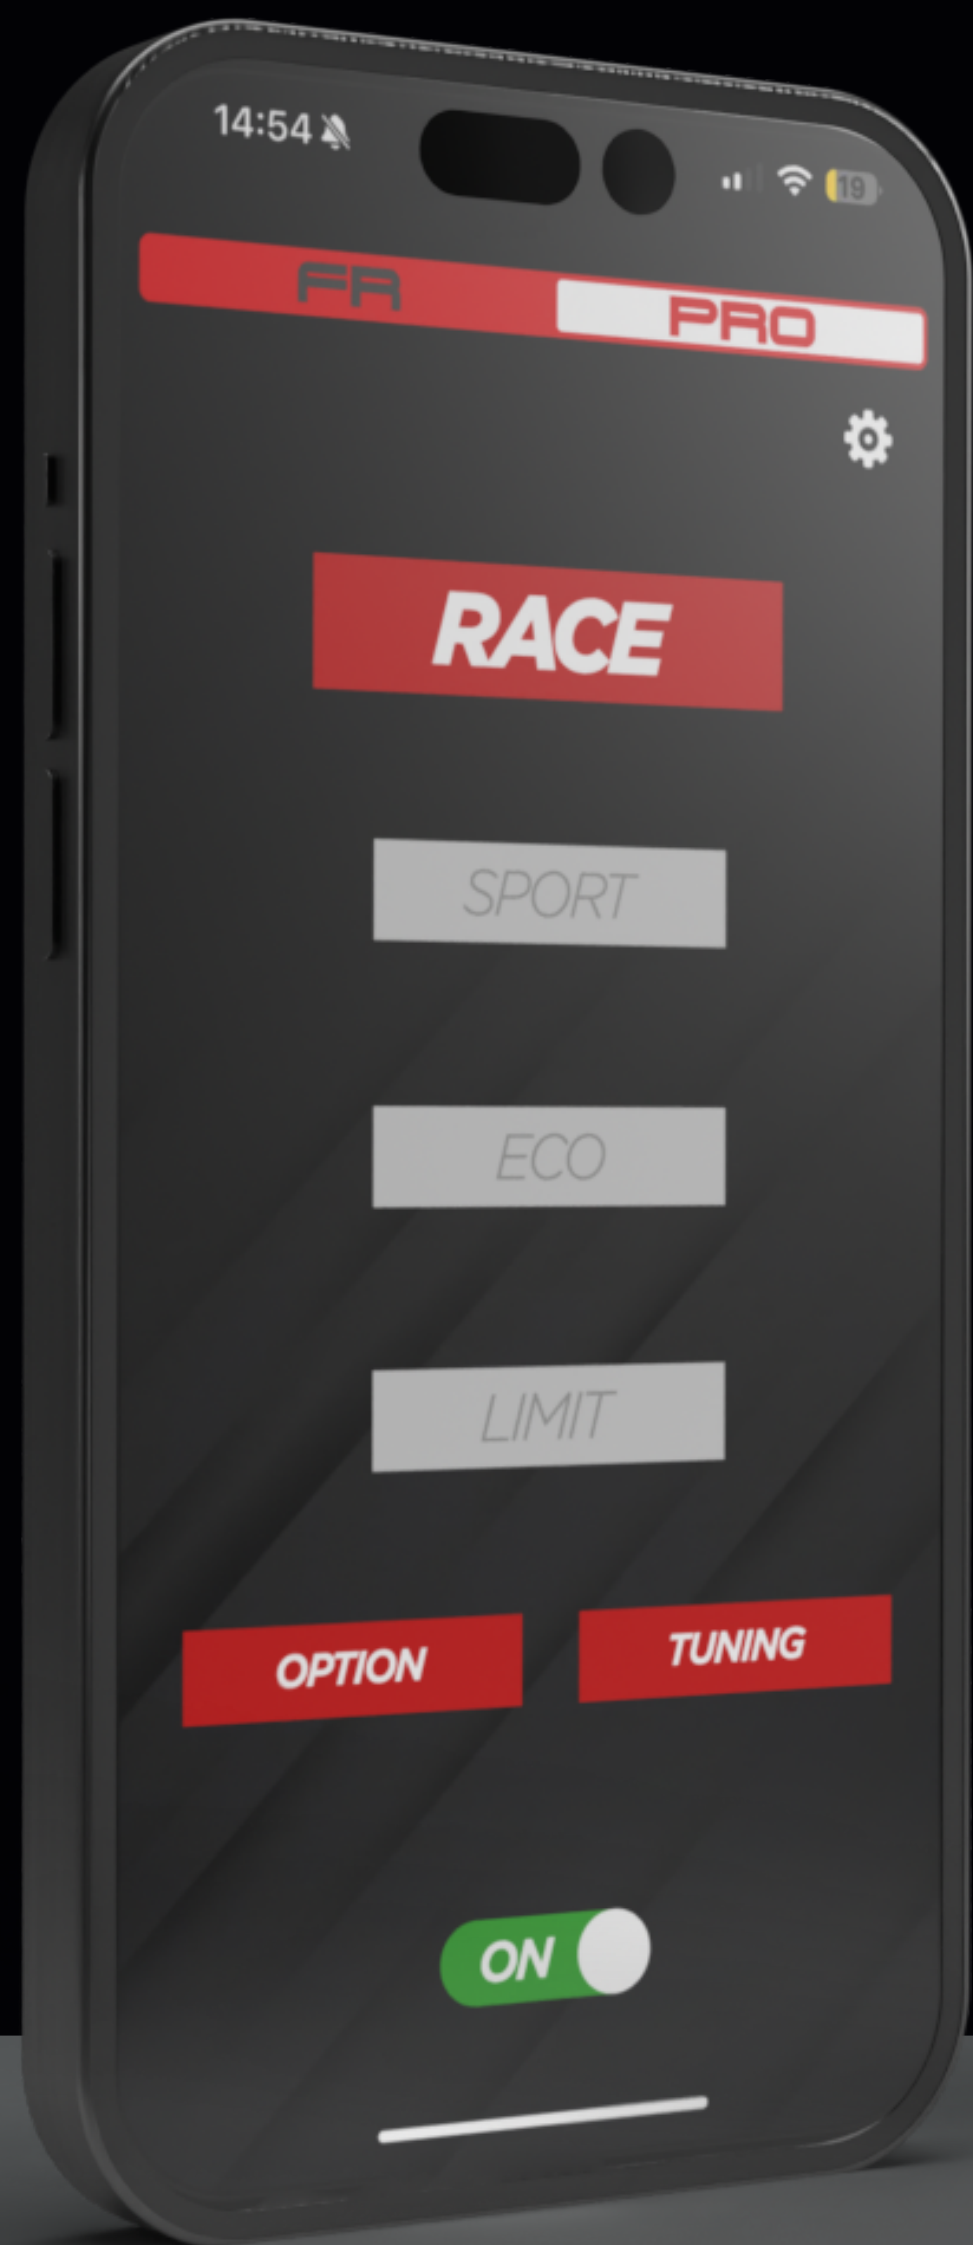 14:54 19
FR PRO
RACE
SPORT
ECO
LIMIT
OPTION TUNING
ON